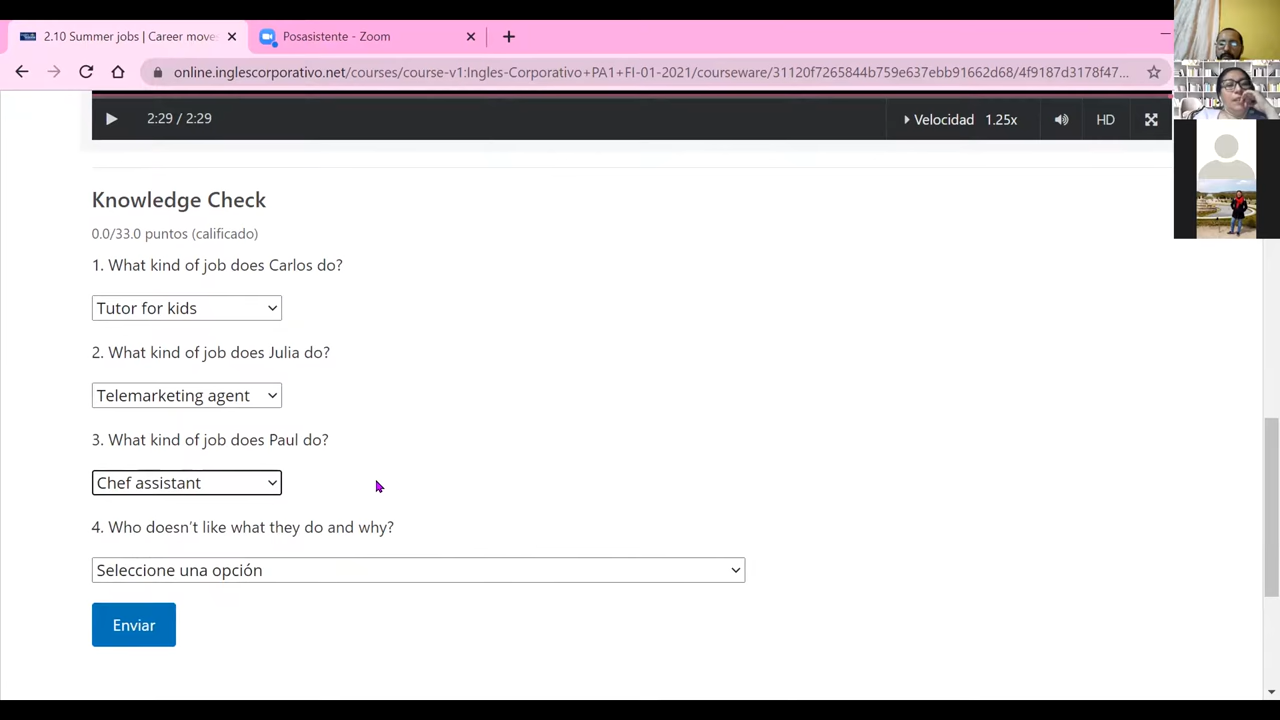 2.10 Summer jobs | Career move
Posasistente - Zoom
online.inglescorporativo.net/courses/course-v1:Ingles-Corporativo+PA1+FI-01-2021/courseware/31120f7265844b759e637ebb91662d68/4f9187d3178f47...
2:29 / 2:29
Velocidad 1.25x
HD
Knowledge Check
0.0/33.0 puntos (calificado)
1. What kind of job does Carlos do?
Tutor for kids
2. What kind of job does Julia do?
Telemarketing agent
3. What kind of job does Paul do?
Chef assistant
4. Who doesn't like what they do and why?
Seleccione una opción
Enviar